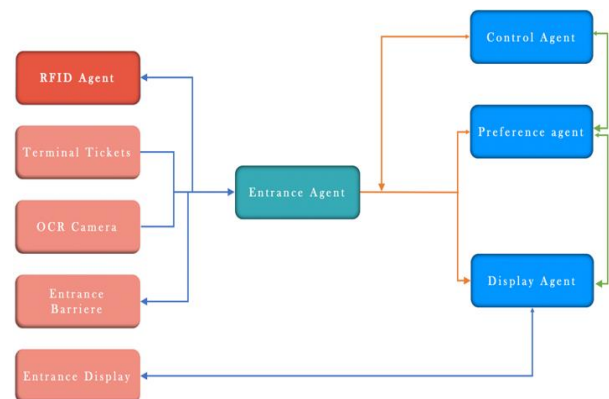 RFID Agent
Terminal Tickets
OCR Camera
Entrance
Barriere
Entrance Display
Entrance Agent
Control Agent
Preference agent
Display Agent